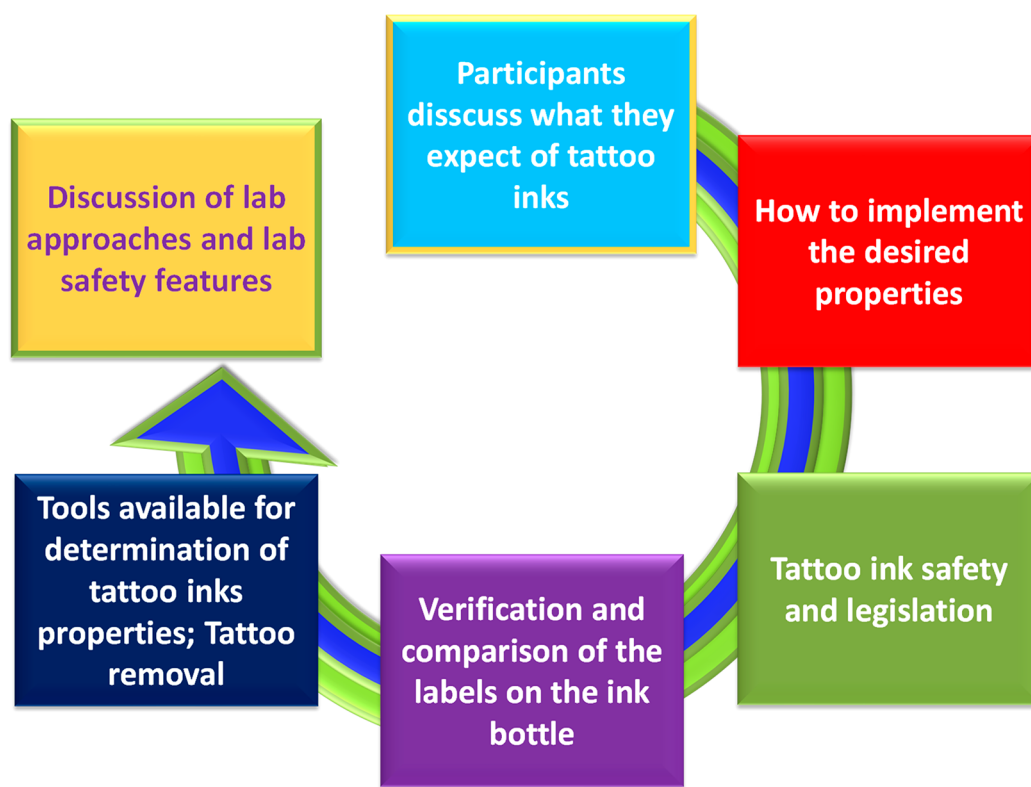 Participants
disscuss what they
expect of tattoo
inks
How to implement
the desired
properties
Tattoo ink safety
and legislation
Verification and
comparison of the
labels on the ink
bottle
Tools available for
determination of
tattoo inks
properties; Tattoo
removal
Discussion of lab
approaches and lab
safety features